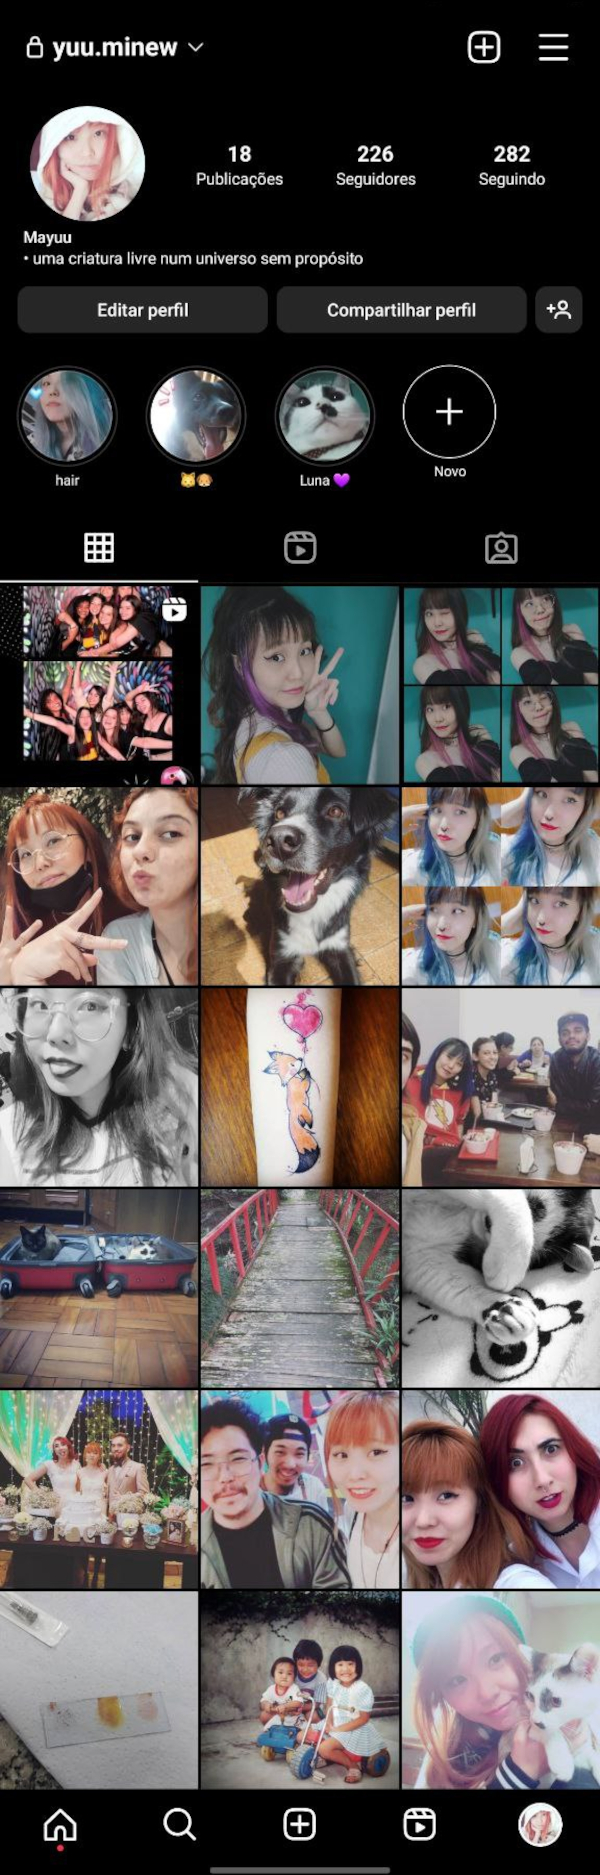 yuu.minew
18 226 282
Publicações Seguidores Seguindo
Mayuu
• uma criatura livre num universo sem propósito
Editar perfil Compartilhar perfil
hair 🐱🐶 Luna 💜 Novo